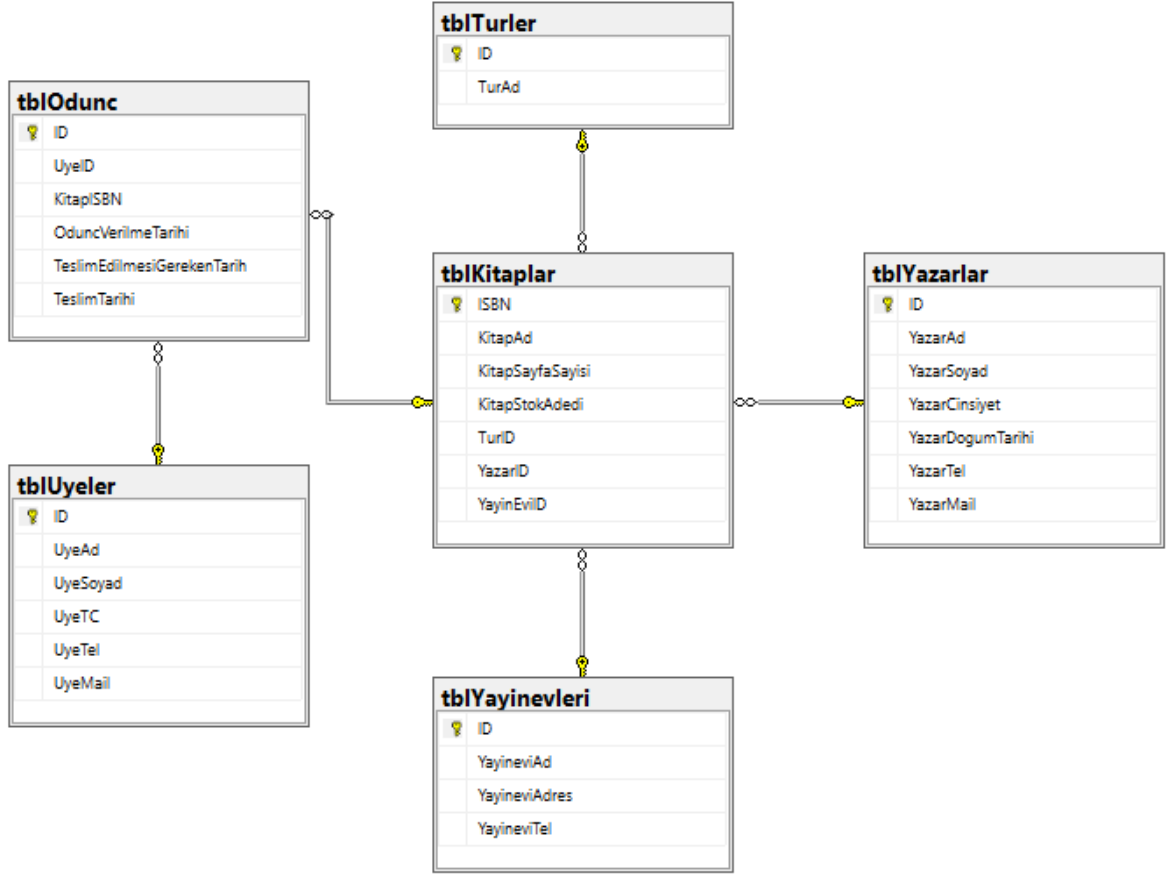 tblTurler
ID
TurAd
tblOdunc
ID
UyeID
KitapISBN
OduncVerilmeTarihi
TeslimEdilmesiGerekenTarih
TeslimTarihi
tblKitaplar
ISBN
KitapAd
KitapSayfaSayisi
KitapStokAdedi
TurID
YazarID
YayinEviID
tblYazarlar
ID
YazarAd
YazarSoyad
YazarCinsiyet
YazarDogumTarihi
YazarTel
YazarMail
tblUyeler
ID
UyeAd
UyeSoyad
UyeTC
UyeTel
UyeMail
tblYayinevleri
ID
YayineviAd
YayineviAdres
YayineviTel